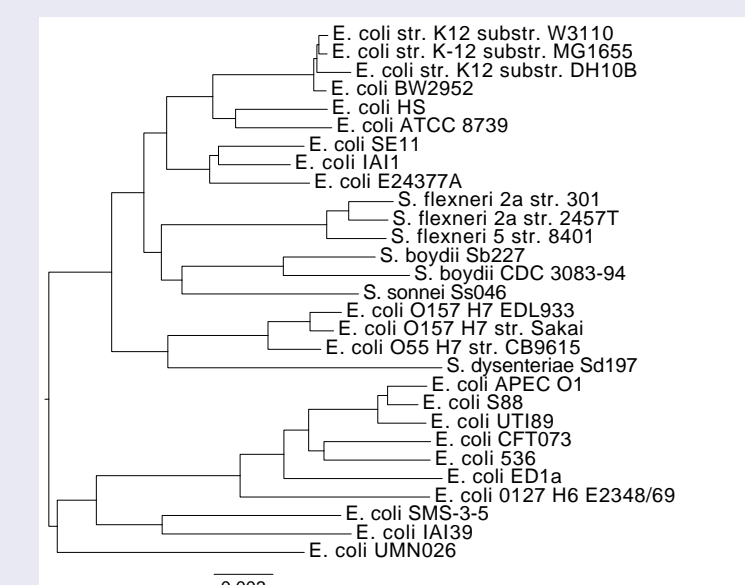 E. coli str. K12 substr. W3110
E. coli str. K-12 substr. MG1655
E. coli str. K12 substr. DH10B
E. coli BW2952
E. coli HS
E. coli ATCC 8739
E. coli SE11
E. coli IAI1
E. coli E24377A
S. flexneri 2a str. 301
S. flexneri 2a str. 2457T
S. flexneri 5 str. 8401
S. boydii Sb227
S. boydii CDC 3083-94
S. sonnei Ss046
E. coli O157 H7 EDL933
E. coli O157 H7 str. Sakai
E. coli O55 H7 str. CB9615
S. dysenteriae Sd197
E. coli APEC O1
E. coli S88
E. coli UTI89
E. coli CFT073
E. coli 536
E. coli ED1a
E. coli 0127 H6 E2348/69
E. coli SMS-3-5
E. coli IAI39
E. coli UMN026